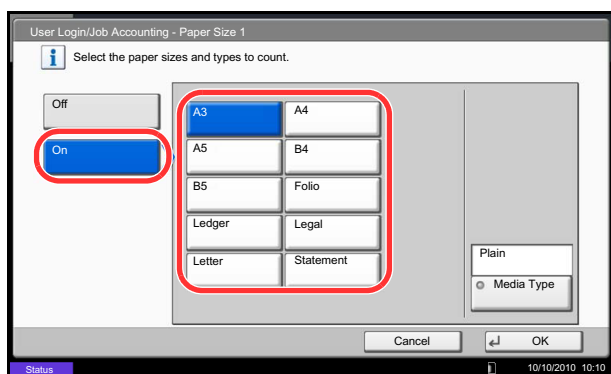 User Login/Job Accounting - Paper Size 1
Select the paper sizes and types to count.
Off
On
A3
A4
A5
B4
B5
Folio
Ledger
Legal
Letter
Statement
Plain
Media Type
Cancel
OK
Status
10/10/2010 10:10